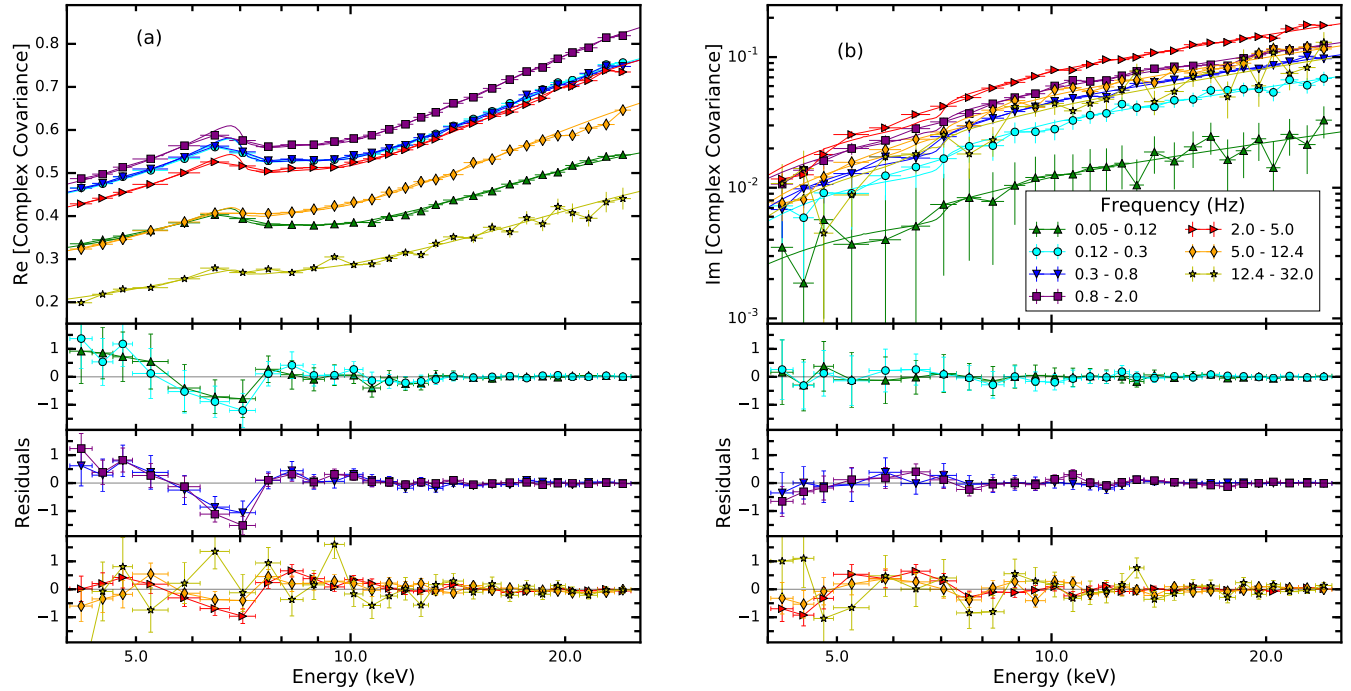 (a)
Re [Complex Covariance]
0.8
0.7
0.6
0.5
0.4
0.3
0.2
1
0
−1
Residuals
1
0
−1
1
0
−1
5.0 10.0 20.0
Energy (keV)
(b)
Im [Complex Covariance]
10⁻¹
10⁻²
10⁻³
Frequency (Hz)
0.05 - 0.12
0.12 - 0.3
0.3 - 0.8
0.8 - 2.0
2.0 - 5.0
5.0 - 12.4
12.4 - 32.0
1
0
−1
Residuals
1
0
−1
1
0
−1
5.0 10.0 20.0
Energy (keV)